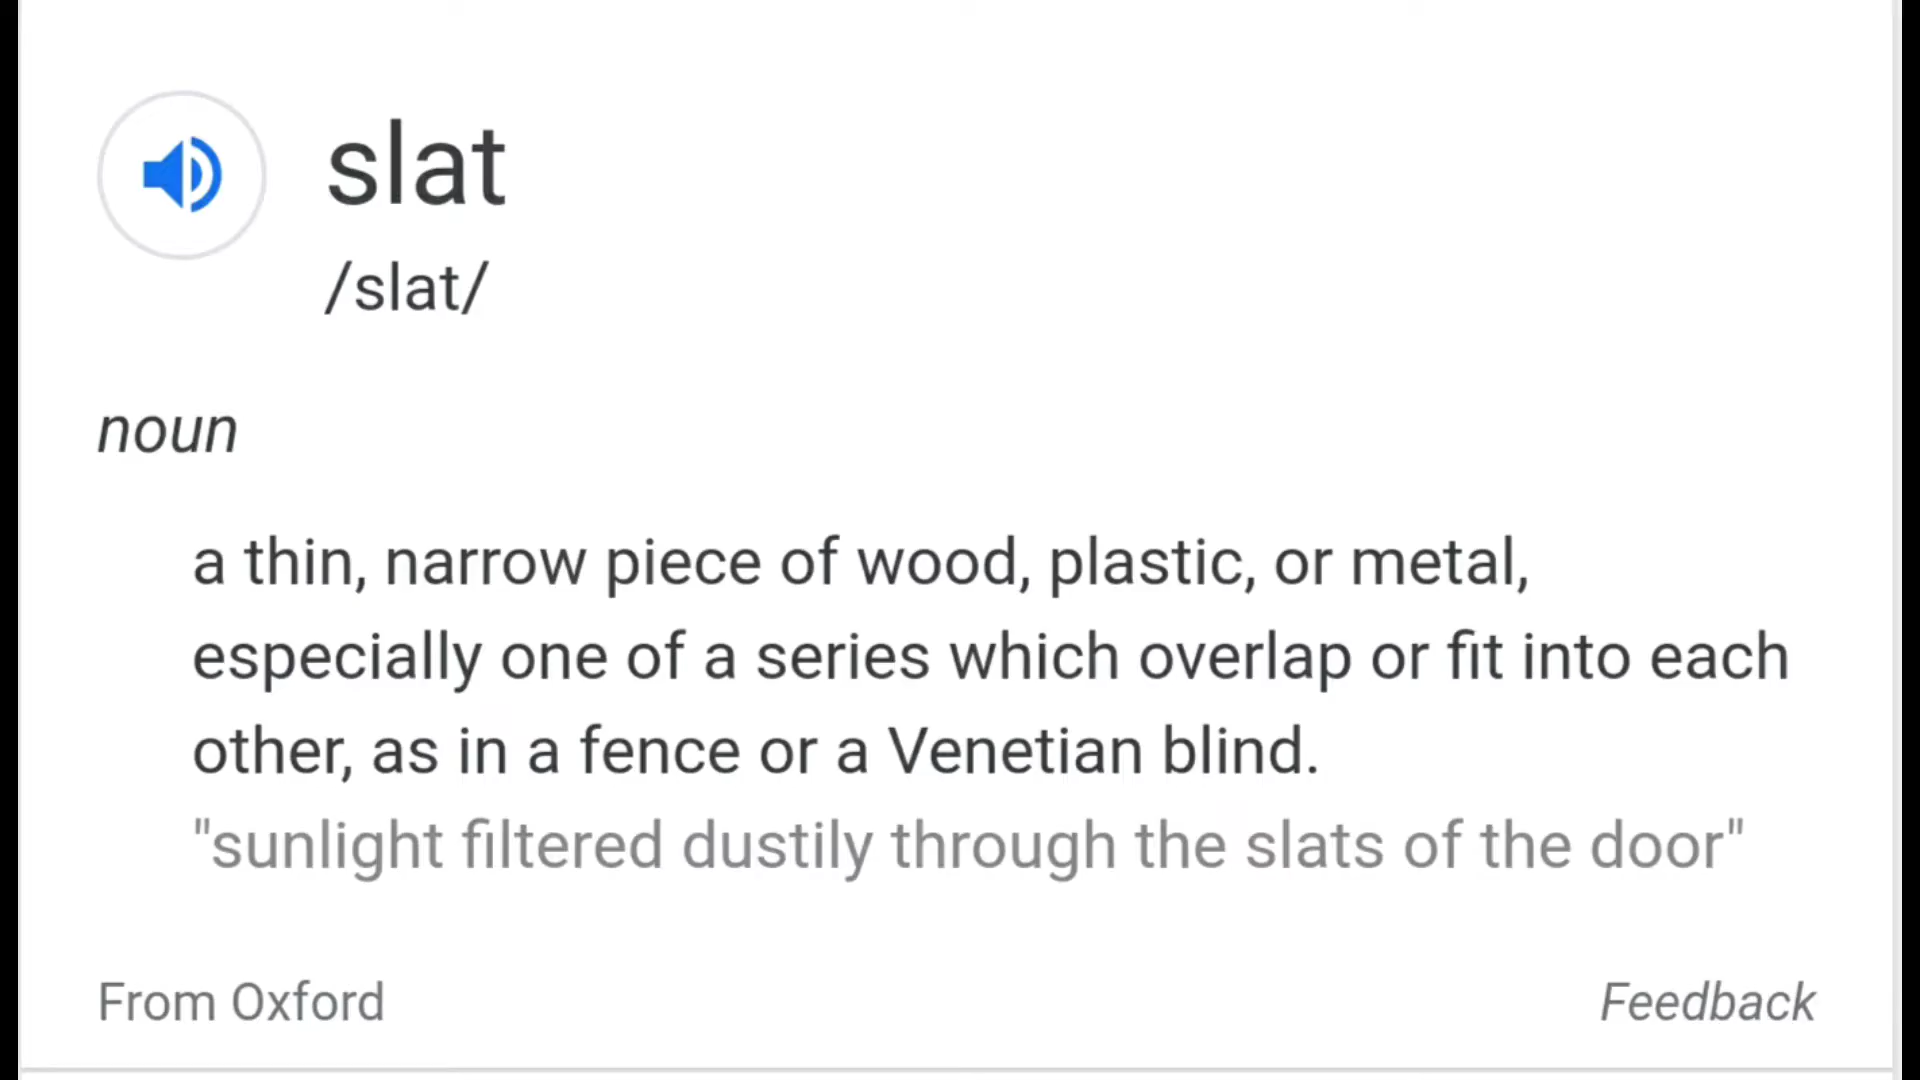 slat
/slat/
noun
a thin, narrow piece of wood, plastic, or metal,
especially one of a series which overlap or fit into each
other, as in a fence or a Venetian blind.
"sunlight filtered dustily through the slats of the door"
From Oxford
Feedback